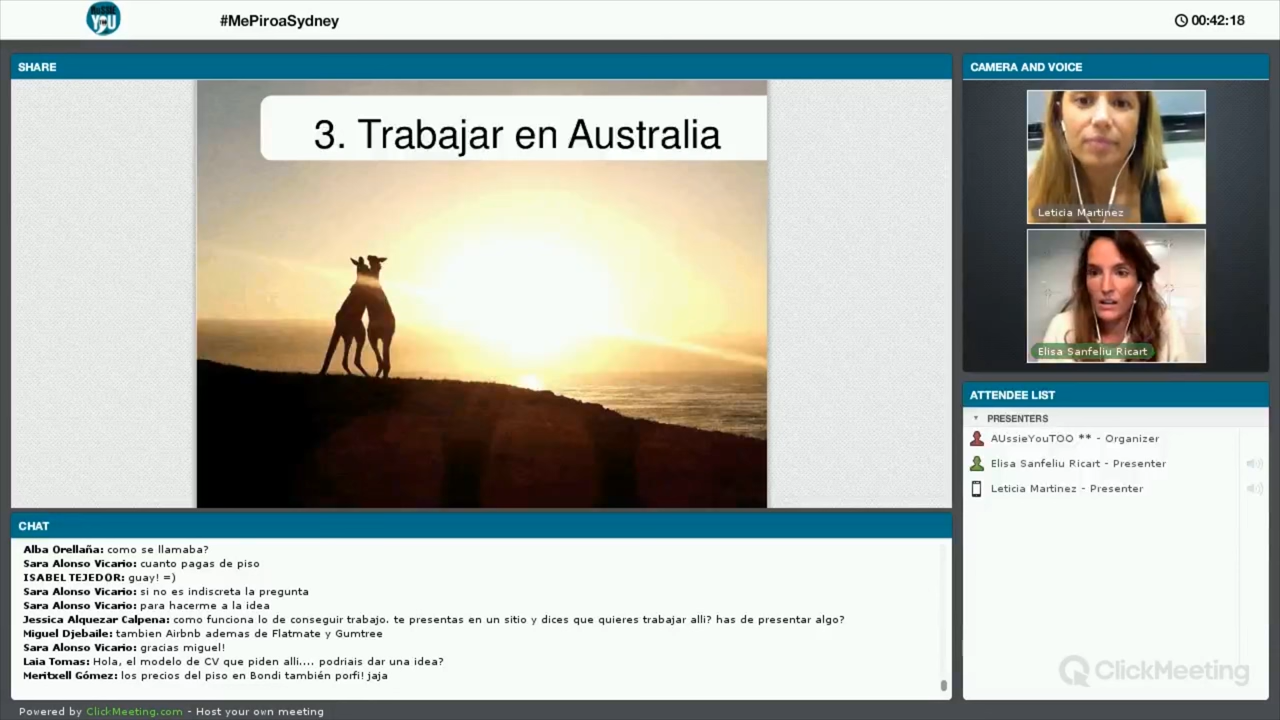 AUSSIE
YOU
TOO
#MePiroaSydney
00:42:18
SHARE
3. Trabajar en Australia
CAMERA AND VOICE
Leticia Martinez
Elisa Sanfeliu Ricart
ATTENDEE LIST
PRESENTERS
AUssieYouTOO ** - Organizer
Elisa Sanfeliu Ricart - Presenter
Leticia Martinez - Presenter
CHAT
Alba Orellaña: como se llamaba?
Sara Alonso Vicario: cuanto pagas de piso
ISABEL TEJEDOR: guay! =)
Sara Alonso Vicario: si no es indiscreta la pregunta
Sara Alonso Vicario: para hacerme a la idea
Jessica Alquezar Calpena: como funciona lo de conseguir trabajo. te presentas en un sitio y dices que quieres trabajar alli? has de presentar algo?
Miguel Djebaile: tambien Airbnb ademas de Flatmate y Gumtree
Sara Alonso Vicario: gracias miguel!
Laia Tomas: Hola, el modelo de CV que piden alli.... podriais dar una idea?
Meritxell Gómez: los precios del piso en Bondi también porfi! jaja
ClickMeeting
Powered by ClickMeeting.com - Host your own meeting